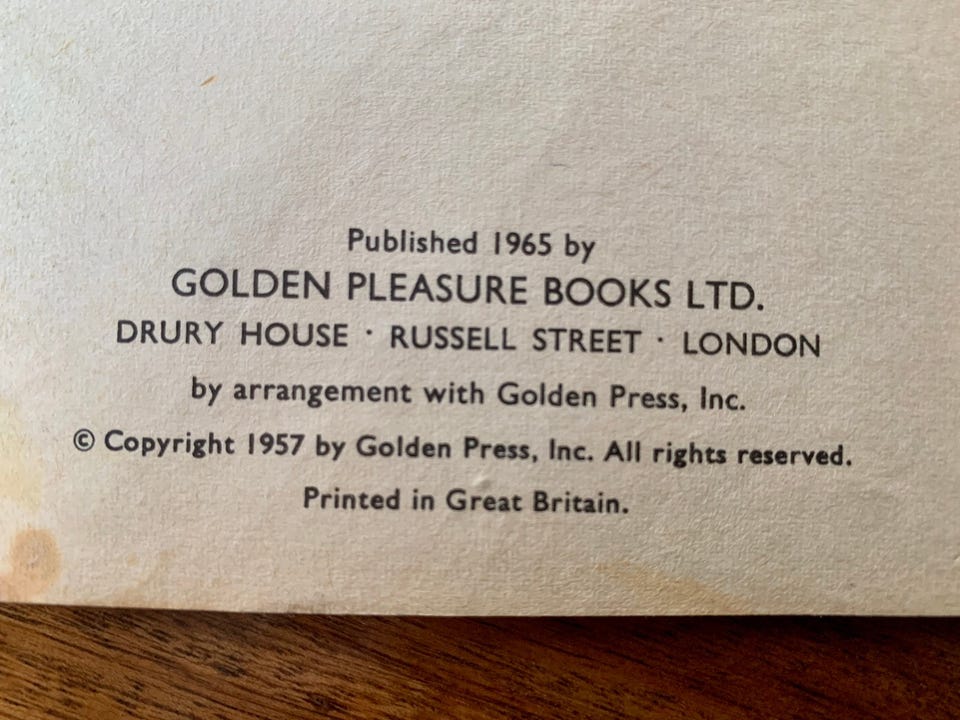 Published 1965 by
GOLDEN PLEASURE BOOKS LTD.
DRURY HOUSE · RUSSELL STREET · LONDON
by arrangement with Golden Press, Inc.
© Copyright 1957 by Golden Press, Inc. All rights reserved.
Printed in Great Britain.